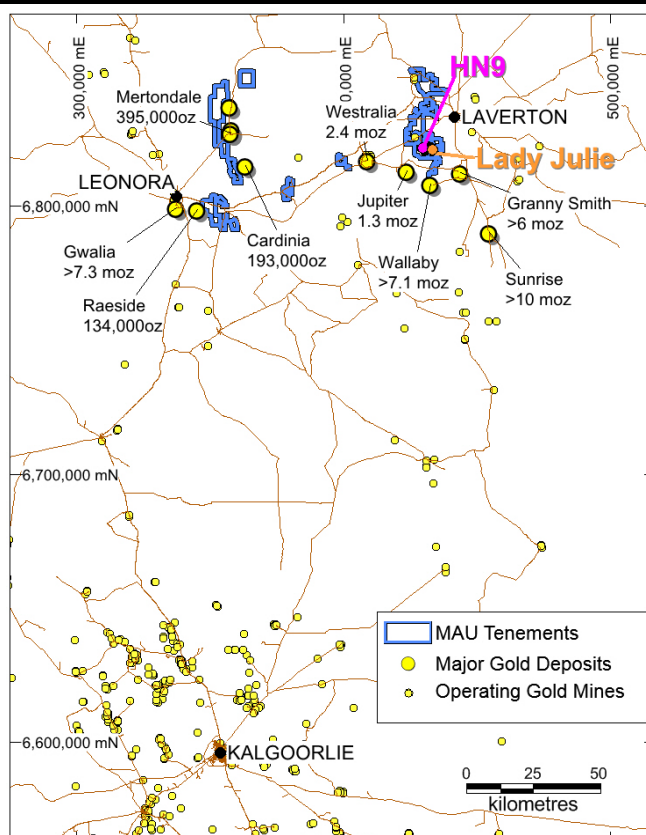 300,000 mE
0,000 mE
500,000 mE
HN9
Mertondale
395,000oz
Westralia
2.4 moz
LAVERTON
Lady Julie
LEONORA
6,800,000 mN
Jupiter
1.3 moz
Granny Smith
>6 moz
Gwalia
>7.3 moz
Cardinia
193,000oz
Wallaby
>7.1 moz
Sunrise
>10 moz
Raeside
134,000oz
6,700,000 mN
MAU Tenements
Major Gold Deposits
Operating Gold Mines
6,600,000 mN
KALGOORLIE
0 25 50
kilometres